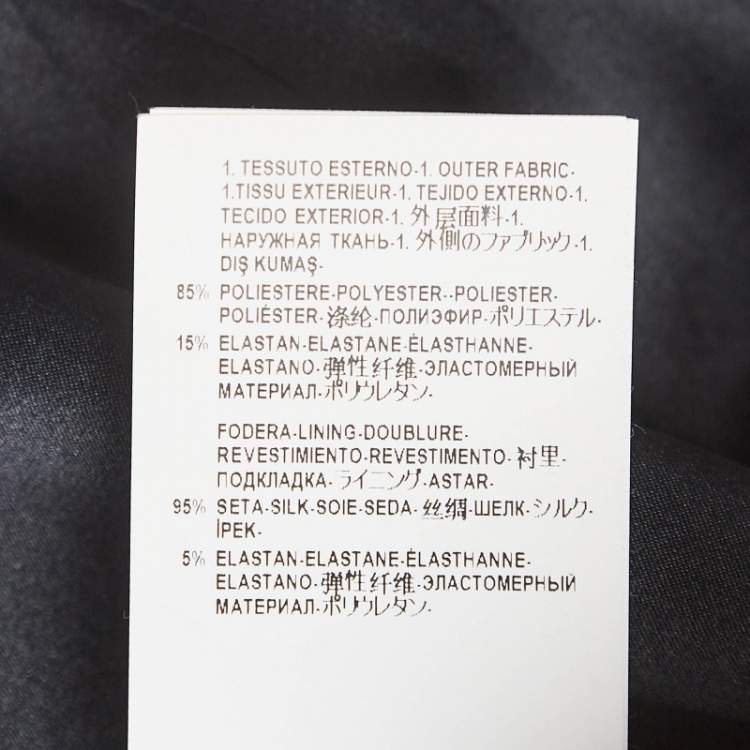 1. TESSUTO ESTERNO-1. OUTER FABRIC-
1.TISSU EXTERIEUR-1. TEJIDO EXTERNO-1.
TECIDO EXTERIOR-1. 外层面料-1.
НАРУЖНАЯ ТКАНЬ-1. 外側のファブリック-1.
DIŞ KUMAŞ-
85% POLIESTERE-POLYESTER--POLIESTER-
POLIÉSTER-涤纶-ПОЛИЭФИР-ポリエステル-
15% ELASTAN-ELASTANE-ÉLASTHANNE-
ELASTANO-弹性纤维-ЭЛАСТОМЕРНЫЙ
МАТЕРИАЛ-ポリウレタン-
FODERA-LINING-DOUBLURE-
REVESTIMIENTO-REVESTIMENTO-衬里-
ПОДКЛАДКА-ライニング-ASTAR-
95% SETA-SILK-SOIE-SEDA-丝绸-ШЕЛК-シルク-
İPEK-
5% ELASTAN-ELASTANE-ÉLASTHANNE-
ELASTANO-弹性纤维-ЭЛАСТОМЕРНЫЙ
МАТЕРИАЛ-ポリウレタン-